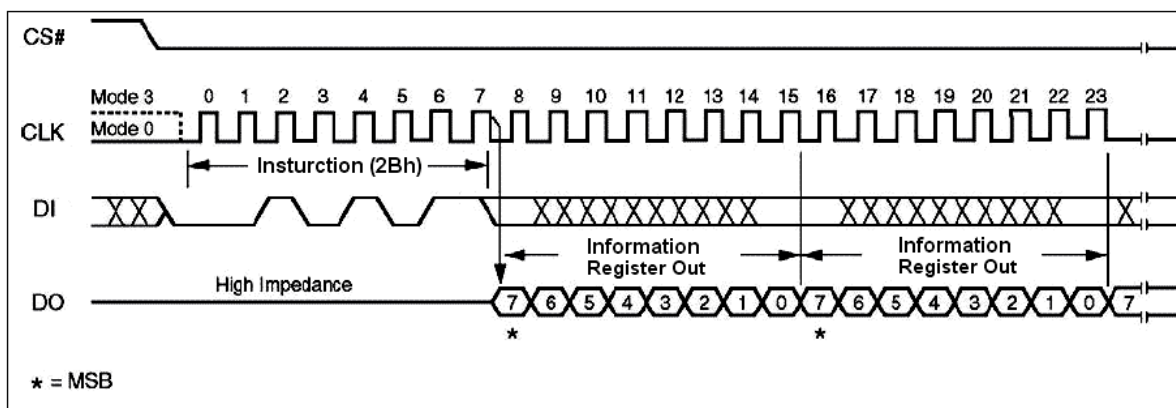 CS#
Mode 3 0 1 2 3 4 5 6 7 8 9 10 11 12 13 14 15 16 17 18 19 20 21 22 23
CLK Mode 0
Insturction (2Bh)
DI
Information Information
Register Out Register Out
High Impedance
DO 7 6 5 4 3 2 1 0 7 6 5 4 3 2 1 0 7
* *
* = MSB